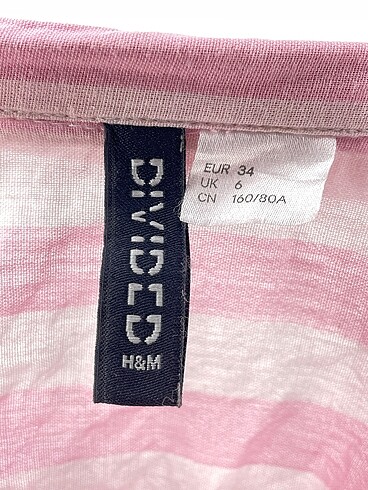 DIVIDED
H&M
EUR 34
UK 6
CN 160/80A